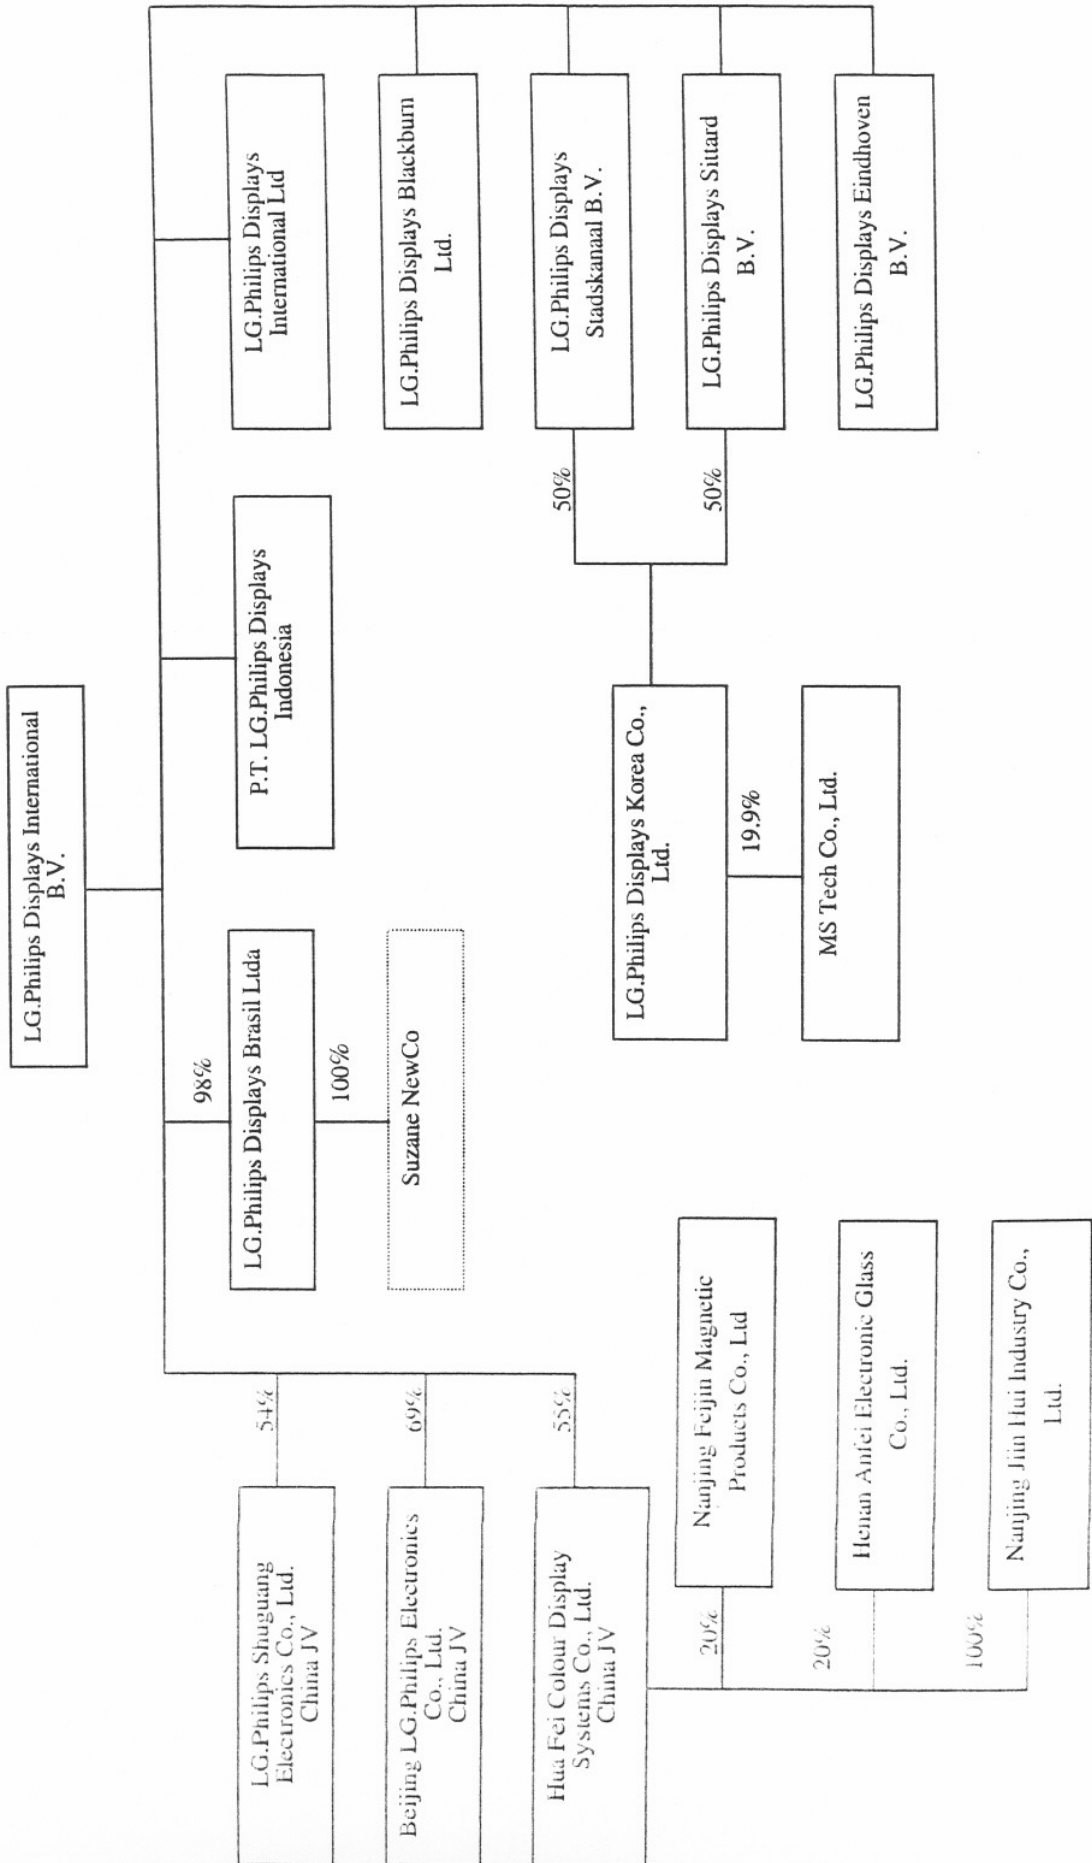 LG.Philips Displays International
B.V.
54%
69%
55%
98%
LG.Philips Shuguang
Electronics Co., Ltd.
China JV
Beijing LG.Philips Electronics
Co., Ltd.
China JV
Hua Fei Colour Display
Systems Co., Ltd.
China JV
20%
Nanjing Feijin Magnetic
Products Co., Ltd
20%
Henan Anfei Electronic Glass
Co., Ltd.
100%
Nanjing Jiin Hui Industry Co.,
Ltd.
LG.Philips Displays Brasil Ltda
100%
Suzane NewCo
P.T. LG.Philips Displays
Indonesia
LG.Philips Displays
International Ltd
LG.Philips Displays Blackburn
Ltd.
LG.Philips Displays
Stadskanaal B.V.
LG.Philips Displays Sittard
B.V.
LG.Philips Displays Eindhoven
B.V.
50%
50%
LG.Philips Displays Korea Co.,
Ltd.
19.9%
MS Tech Co., Ltd.